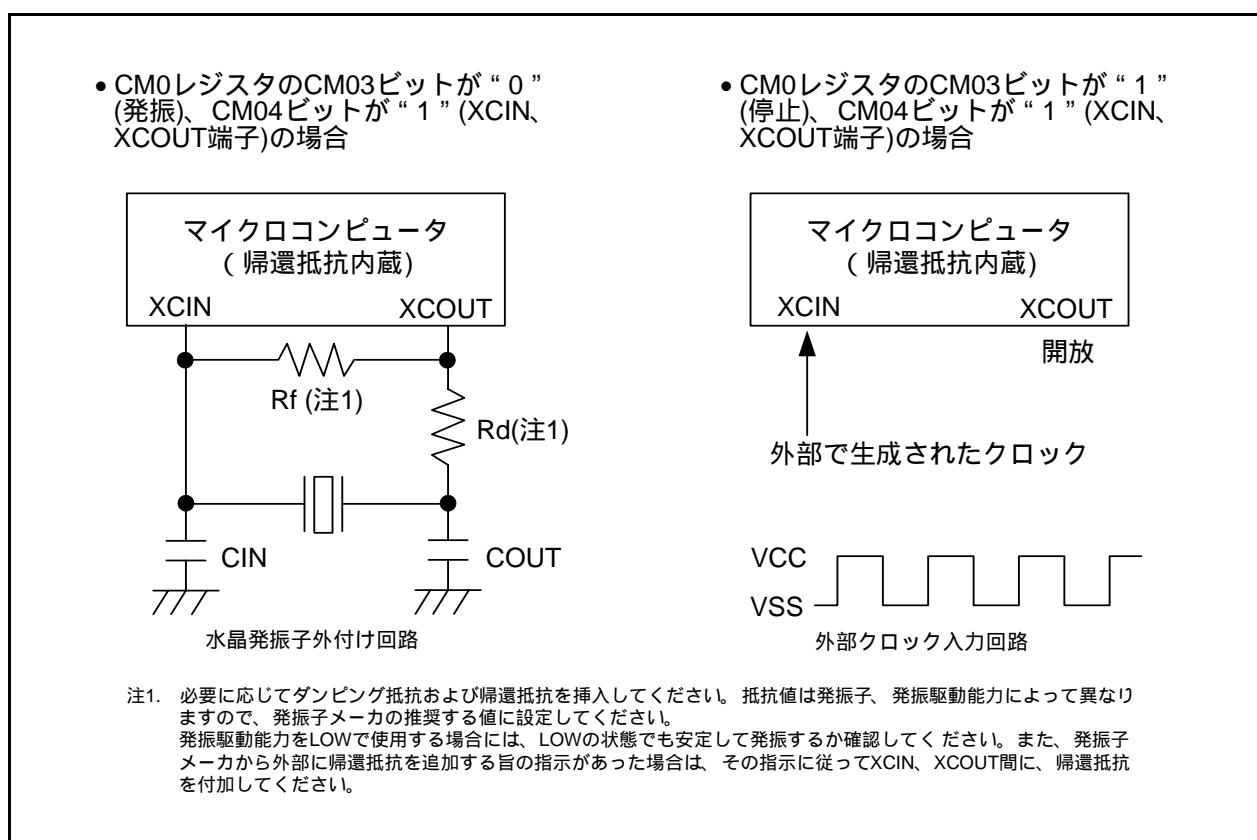 • CM0レジスタのCM03ビットが“0”
(発振)、CM04ビットが“1”(XCIN、
XCOUT端子)の場合
マイクロコンピュータ
(帰還抵抗内蔵)
XCIN
XCOUT
Rf (注1)
Rd(注1)
CIN
COUT
水晶発振子外付け回路
• CM0レジスタのCM03ビットが“1”
(停止)、CM04ビットが“1”(XCIN、
XCOUT端子)の場合
マイクロコンピュータ
(帰還抵抗内蔵)
XCIN
XCOUT
開放
外部で生成されたクロック
VCC
VSS
外部クロック入力回路
注1. 必要に応じてダンピング抵抗および帰還抵抗を挿入してください。抵抗値は発振子、発振駆動能力によって異なり
ますので、発振子メーカの推奨する値に設定してください。
発振駆動能力をLOWで使用する場合には、LOWの状態でも安定して発振するか確認してください。また、発振子
メーカから外部に帰還抵抗を追加する旨の指示があった場合は、その指示に従ってXCIN、XCOUT間に、帰還抵抗
を付加してください。